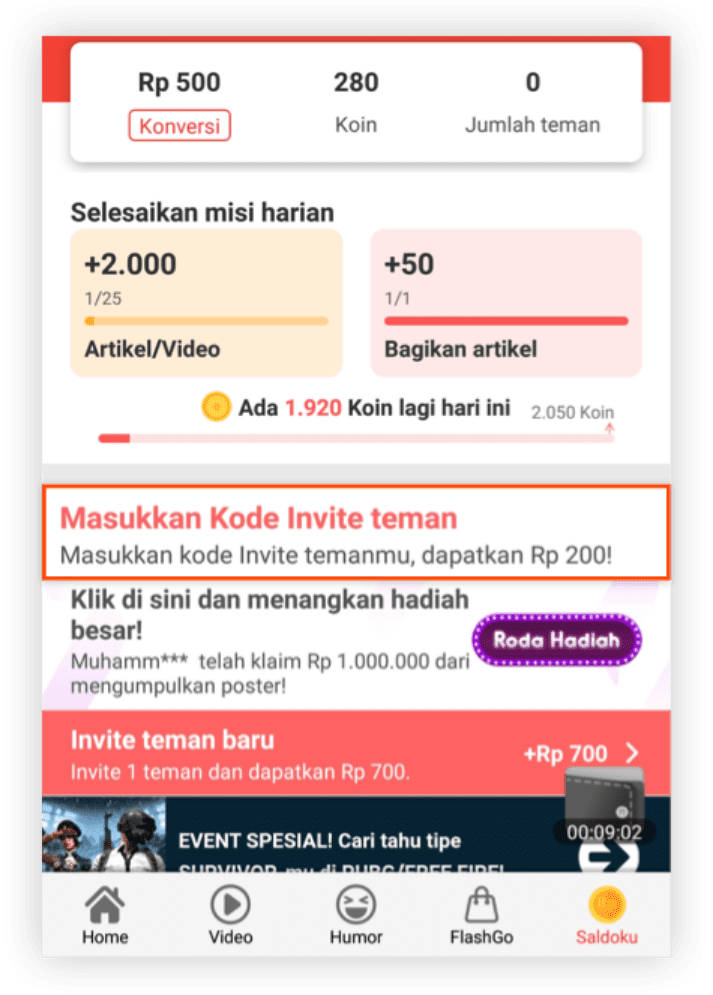 Rp 500
280
0
Konversi
Koin
Jumlah teman
Selesaikan misi harian
+2.000
1/25
Artikel/Video
+50
1/1
Bagikan artikel
Ada 1.920 Koin lagi hari ini
2.050 Koin
Masukkan Kode Invite teman
Masukkan kode Invite temanmu, dapatkan Rp 200!
Klik di sini dan menangkan hadiah
besar!
Roda Hadiah
Muhamm*** telah klaim Rp 1.000.000 dari
mengumpulkan poster!
Invite teman baru
+Rp 700
Invite 1 teman dan dapatkan Rp 700.
00:09:02
EVENT SPESIAL! Cari tahu tipe
SURVIVOR-mu di PUBG/FREE FIRE!
Home
Video
Humor
FlashGo
Saldoku